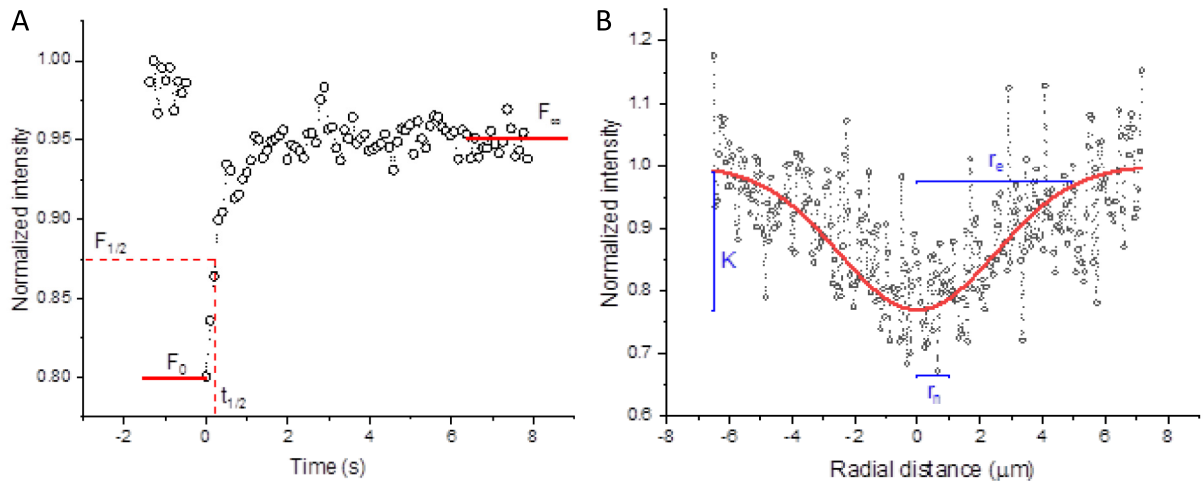 A
1.00
0.95
0.90
0.85
0.80
Normalized intensity
F∞
F1/2
F0
t1/2
-2
0
2
4
6
8
Time (s)
B
1.2
1.1
1.0
0.9
0.8
0.7
0.6
Normalized intensity
re
K
rn
-8
-6
-4
-2
0
2
4
6
8
Radial distance (μm)